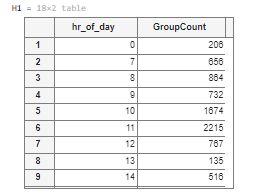 H1 = 18×2 table
hr_of_day GroupCount
1 0 206
2 7 656
3 8 864
4 9 732
5 10 1674
6 11 2215
7 12 767
8 13 135
9 14 516